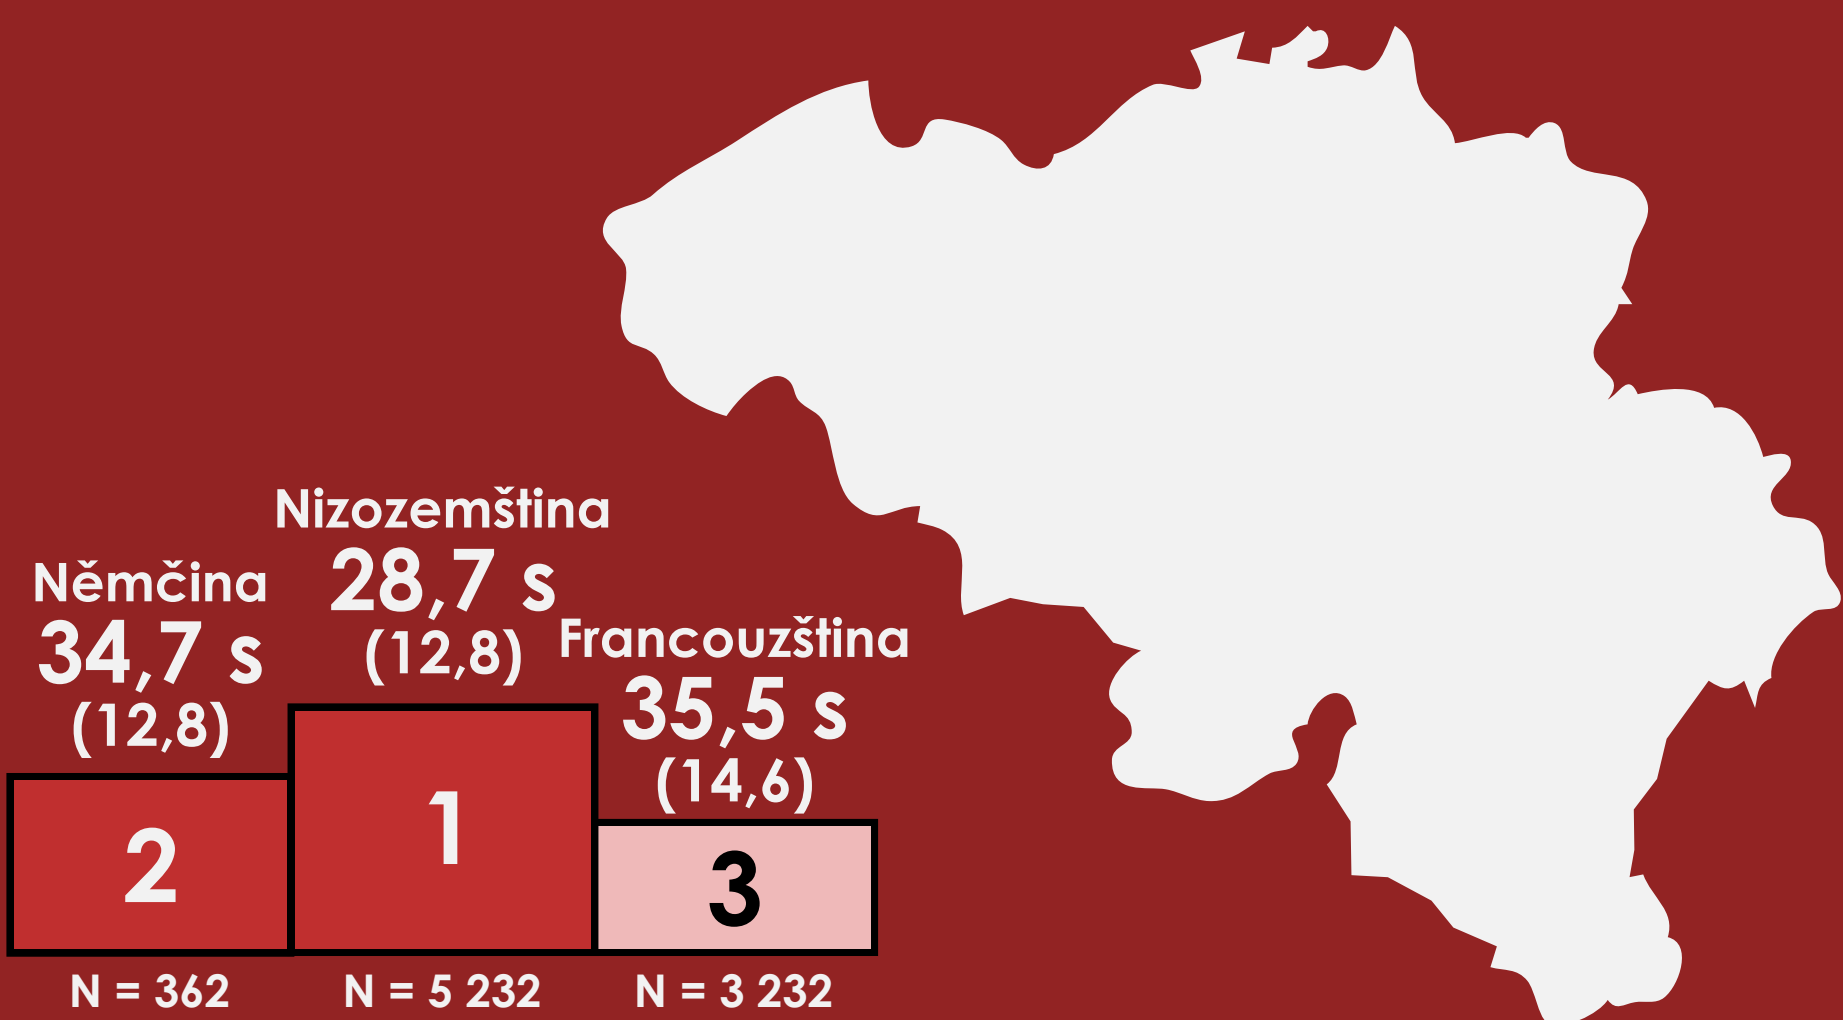 Němčina
34,7 s
(12,8)
2
N = 362
Nizozemština
28,7 s
(12,8)
1
N = 5 232
Francouzština
35,5 s
(14,6)
3
N = 3 232